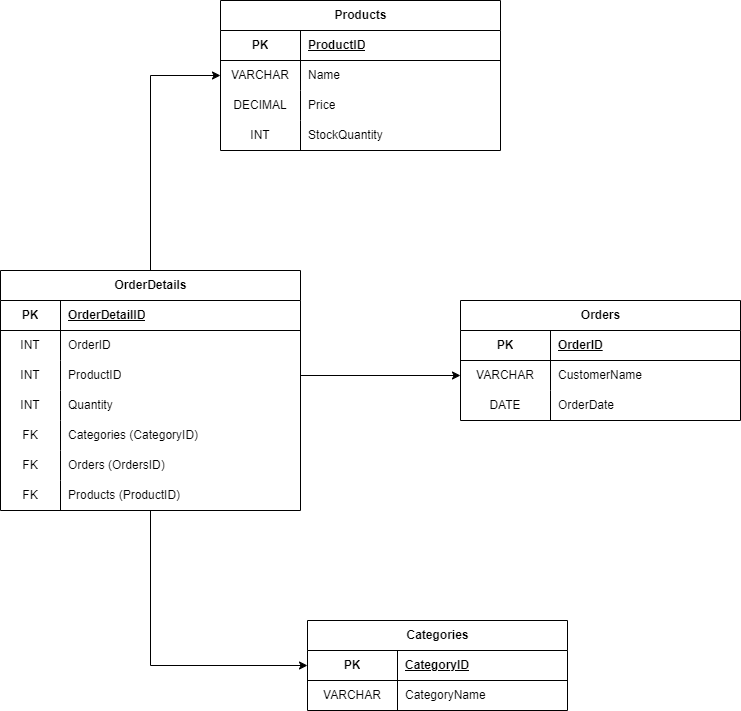 Products
PK ProductID
VARCHAR Name
DECIMAL Price
INT StockQuantity
OrderDetails
PK OrderDetailID
INT OrderID
INT ProductID
INT Quantity
FK Categories (CategoryID)
FK Orders (OrdersID)
FK Products (ProductID)
Orders
PK OrderID
VARCHAR CustomerName
DATE OrderDate
Categories
PK CategoryID
VARCHAR CategoryName